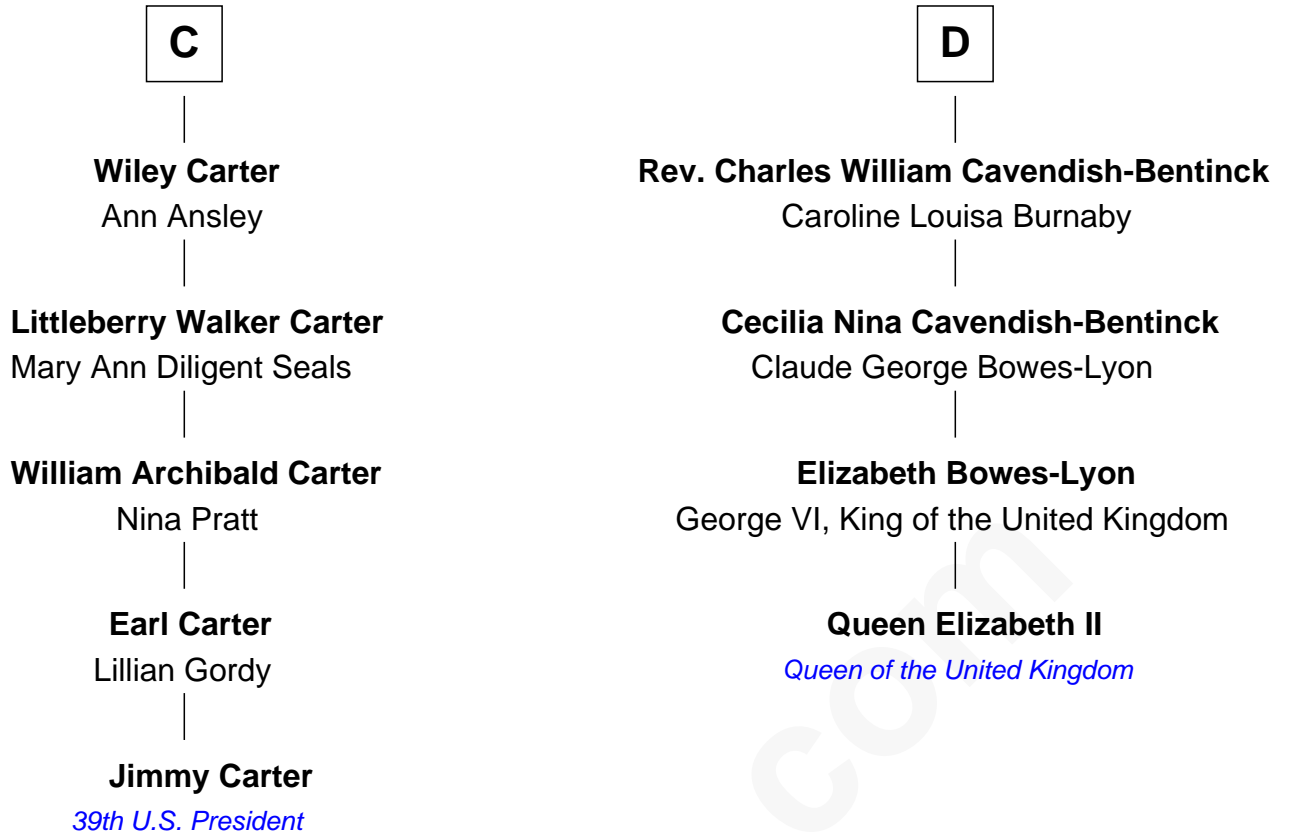 C
Wiley Carter
Ann Ansley
Littleberry Walker Carter
Mary Ann Diligent Seals
William Archibald Carter
Nina Pratt
Earl Carter
Lillian Gordy
Jimmy Carter
39th U.S. President
D
Rev. Charles William Cavendish-Bentinck
Caroline Louisa Burnaby
Cecilia Nina Cavendish-Bentinck
Claude George Bowes-Lyon
Elizabeth Bowes-Lyon
George VI, King of the United Kingdom
Queen Elizabeth II
Queen of the United Kingdom
com